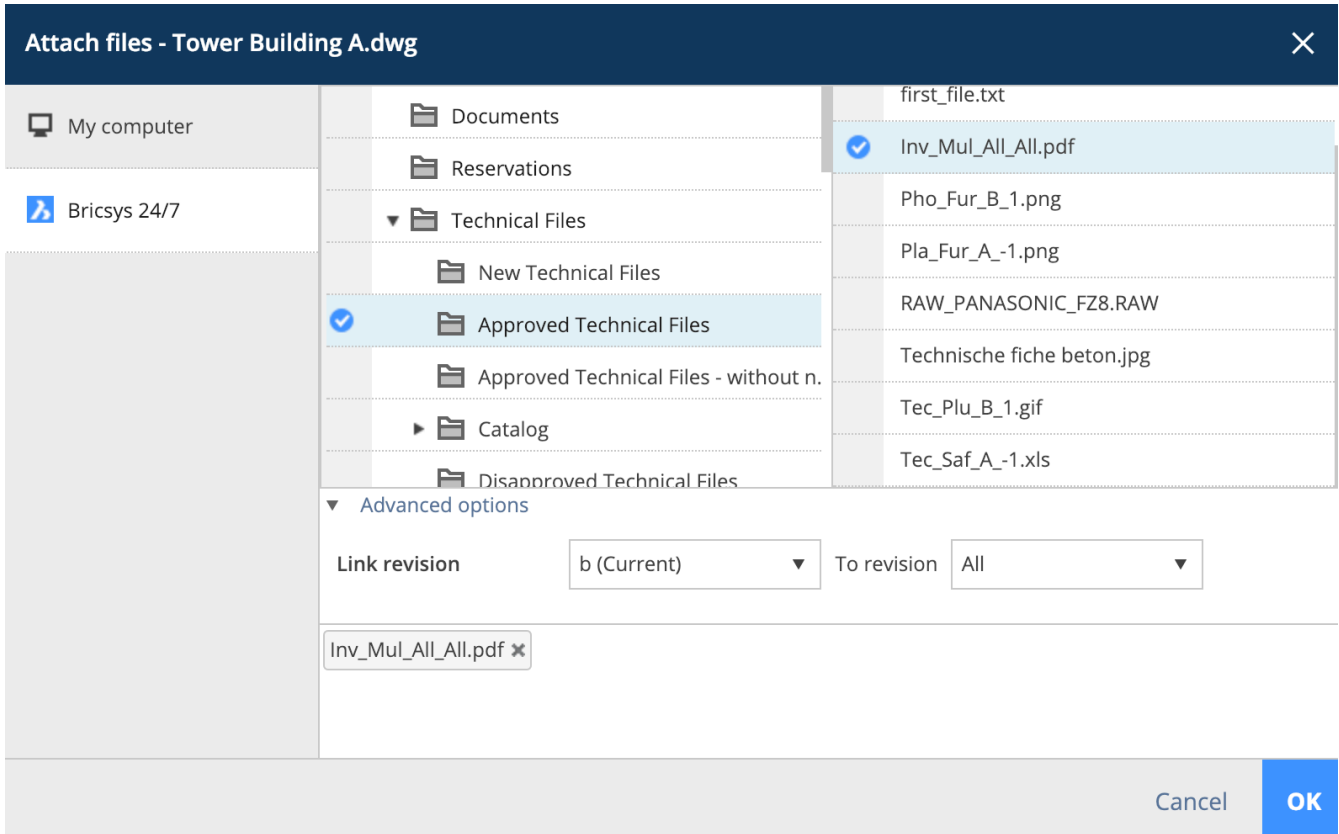 Attach files - Tower Building A.dwg
My computer
Bricsys 24/7
Documents
Reservations
Technical Files
New Technical Files
Approved Technical Files
Approved Technical Files - without n.
Catalog
Disapproved Technical Files
first_file.txt
Inv_Mul_All_All.pdf
Pho_Fur_B_1.png
Pla_Fur_A_-1.png
RAW_PANASONIC_FZ8.RAW
Technische fiche beton.jpg
Tec_Plu_B_1.gif
Tec_Saf_A_-1.xls
Advanced options
Link revision b (Current) To revision All
Inv_Mul_All_All.pdf
Cancel OK